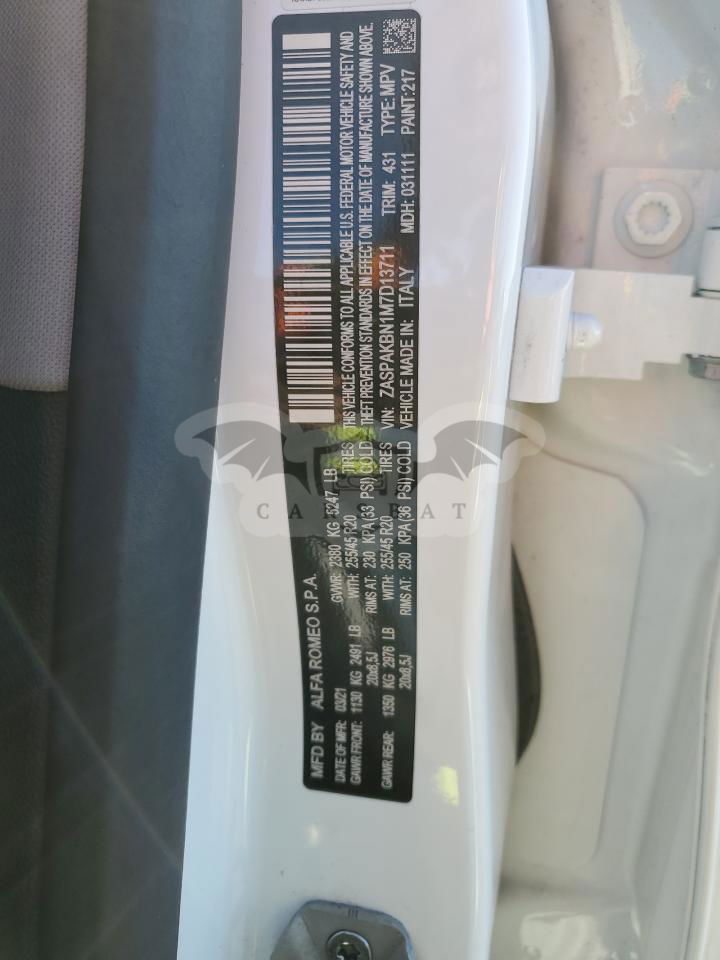 MFD BY ALFA ROMEO S.P.A.
DATE OF MFR: 03/21 GVWR: 2380 KG 5247 LB
GAWR FRONT: 1130 KG 2491 LB WITH: 255/45 R20 TIRES THIS VEHICLE CONFORMS TO ALL APPLICABLE U.S. FEDERAL MOTOR VEHICLE SAFETY AND
20x8,5J RIMS AT: 230 KPA (33 PSI) COLD THEFT PREVENTION STANDARDS IN EFFECT ON THE DATE OF MANUFACTURE SHOWN ABOVE.
GAWR REAR: 1350 KG 2976 LB WITH: 255/45 R20 TIRES VIN: ZASPAKBN1M7D13711 TRIM: 431 TYPE: MPV
20x8,5J RIMS AT: 250 KPA (36 PSI) COLD VEHICLE MADE IN: ITALY MDH: 031111 PAINT: 217